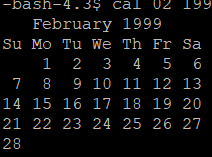 -bash-4.3$ cal 02 199
February 1999
Su Mo Tu We Th Fr Sa
1 2 3 4 5 6
7 8 9 10 11 12 13
14 15 16 17 18 19 20
21 22 23 24 25 26 27
28